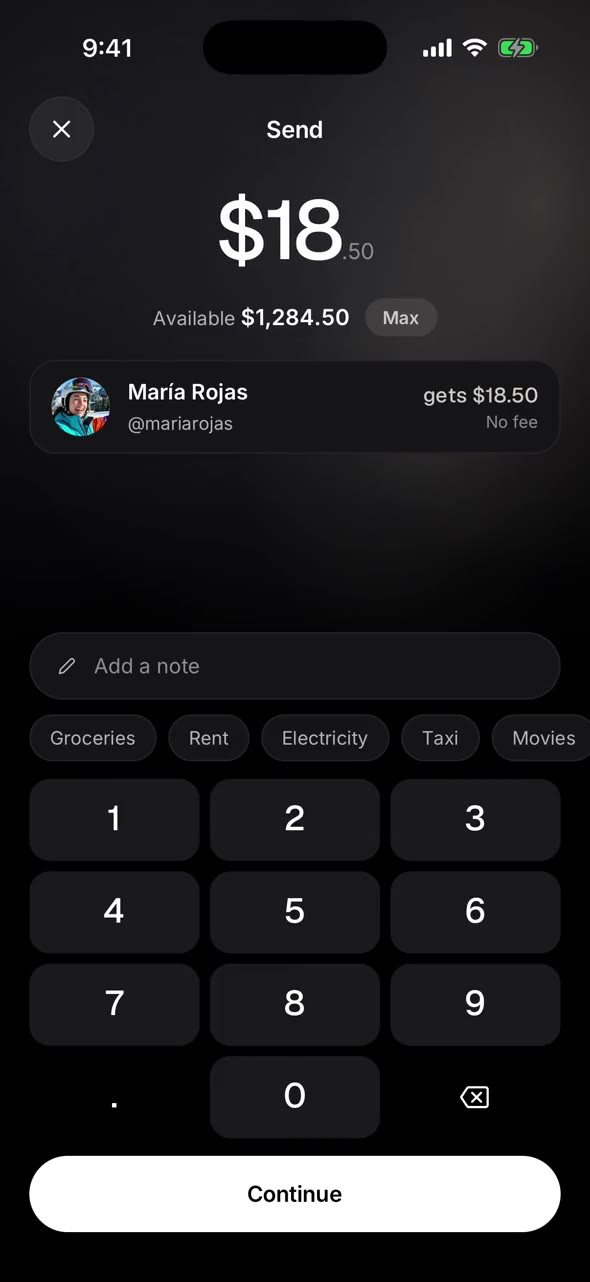 9:41
Send
$18.50
Available $1,284.50 Max
María Rojas
gets $18.50
@mariarojas
No fee
Add a note
Groceries Rent Electricity Taxi Movies
1 2 3
4 5 6
7 8 9
. 0
Continue